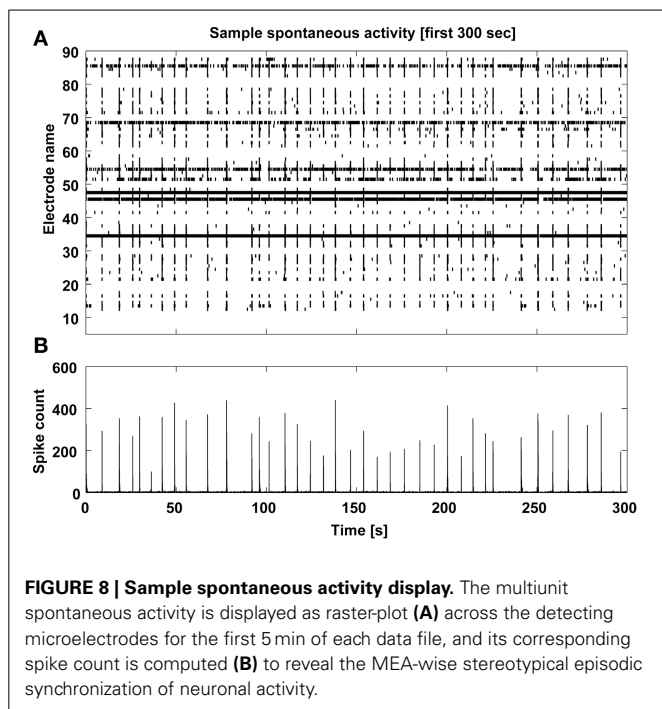 A
Sample spontaneous activity [first 300 sec]
90
80
70
60
50
40
30
20
10
Electrode name
B
600
400
200
0
Spike count
0 50 100 150 200 250 300
Time [s]
FIGURE 8 | Sample spontaneous activity display. The multiunit
spontaneous activity is displayed as raster-plot (A) across the detecting
microelectrodes for the first 5 min of each data file, and its corresponding
spike count is computed (B) to reveal the MEA-wise stereotypical episodic
synchronization of neuronal activity.